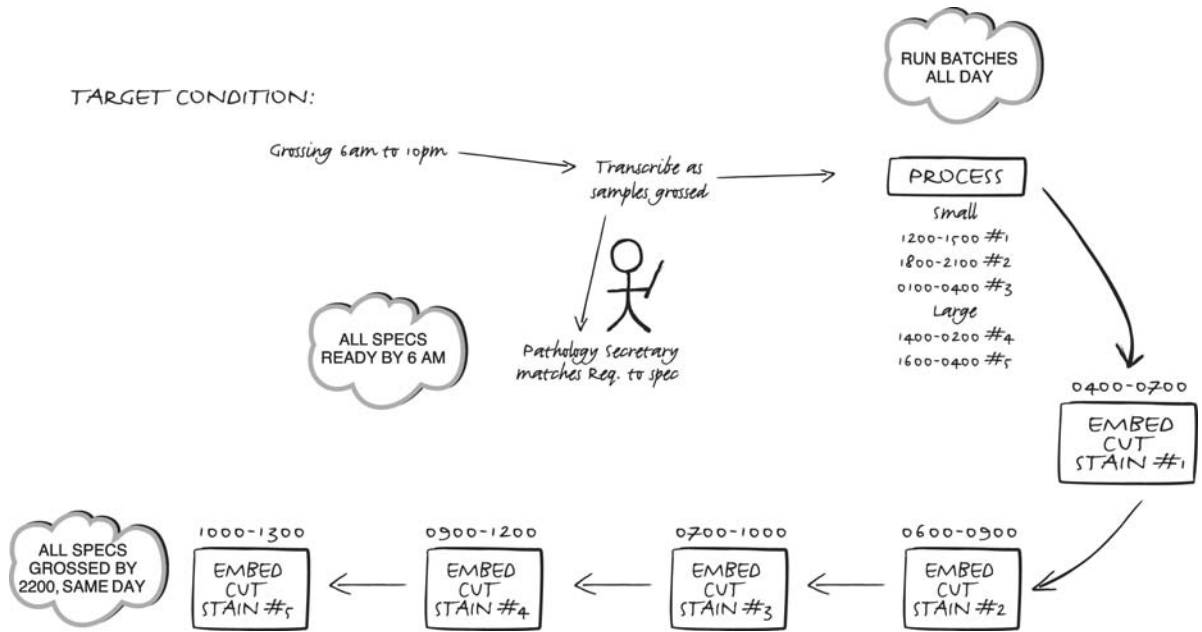 RUN BATCHES
ALL DAY
TARGET CONDITION:
Grossing 6am to 10pm
Transcribe as
samples grossed
PROCESS
Small
1200-1500 #1
1800-2100 #2
0100-0400 #3
Large
1400-0200 #4
1600-0400 #5
ALL SPECS
READY BY 6 AM
Pathology Secretary
matches Req. to spec
0400-0700
EMBED
CUT
STAIN #1
ALL SPECS
GROSSED BY
2200, SAME DAY
1000-1300
EMBED
CUT
STAIN #5
0900-1200
EMBED
CUT
STAIN #4
0700-1000
EMBED
CUT
STAIN #3
0600-0900
EMBED
CUT
STAIN #2